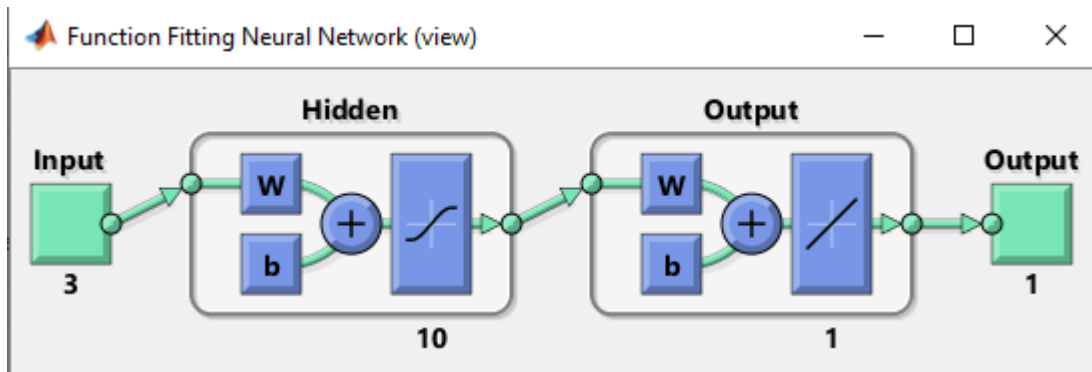 Function Fitting Neural Network (view)
Hidden
Output
Input
Output
W
W
b
b
3
1
10
1